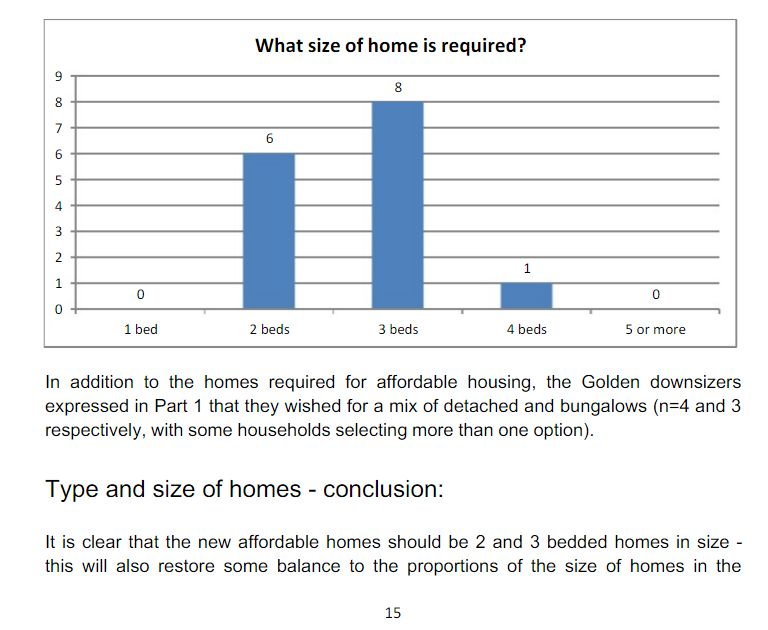 What size of home is required?
9
8
7
6
5
4
3
2
1
0
0
6
8
1
0
1 bed
2 beds
3 beds
4 beds
5 or more
In addition to the homes required for affordable housing, the Golden downsizers
expressed in Part 1 that they wished for a mix of detached and bungalows (n=4 and 3
respectively, with some households selecting more than one option).
Type and size of homes - conclusion:
It is clear that the new affordable homes should be 2 and 3 bedded homes in size -
this will also restore some balance to the proportions of the size of homes in the
15